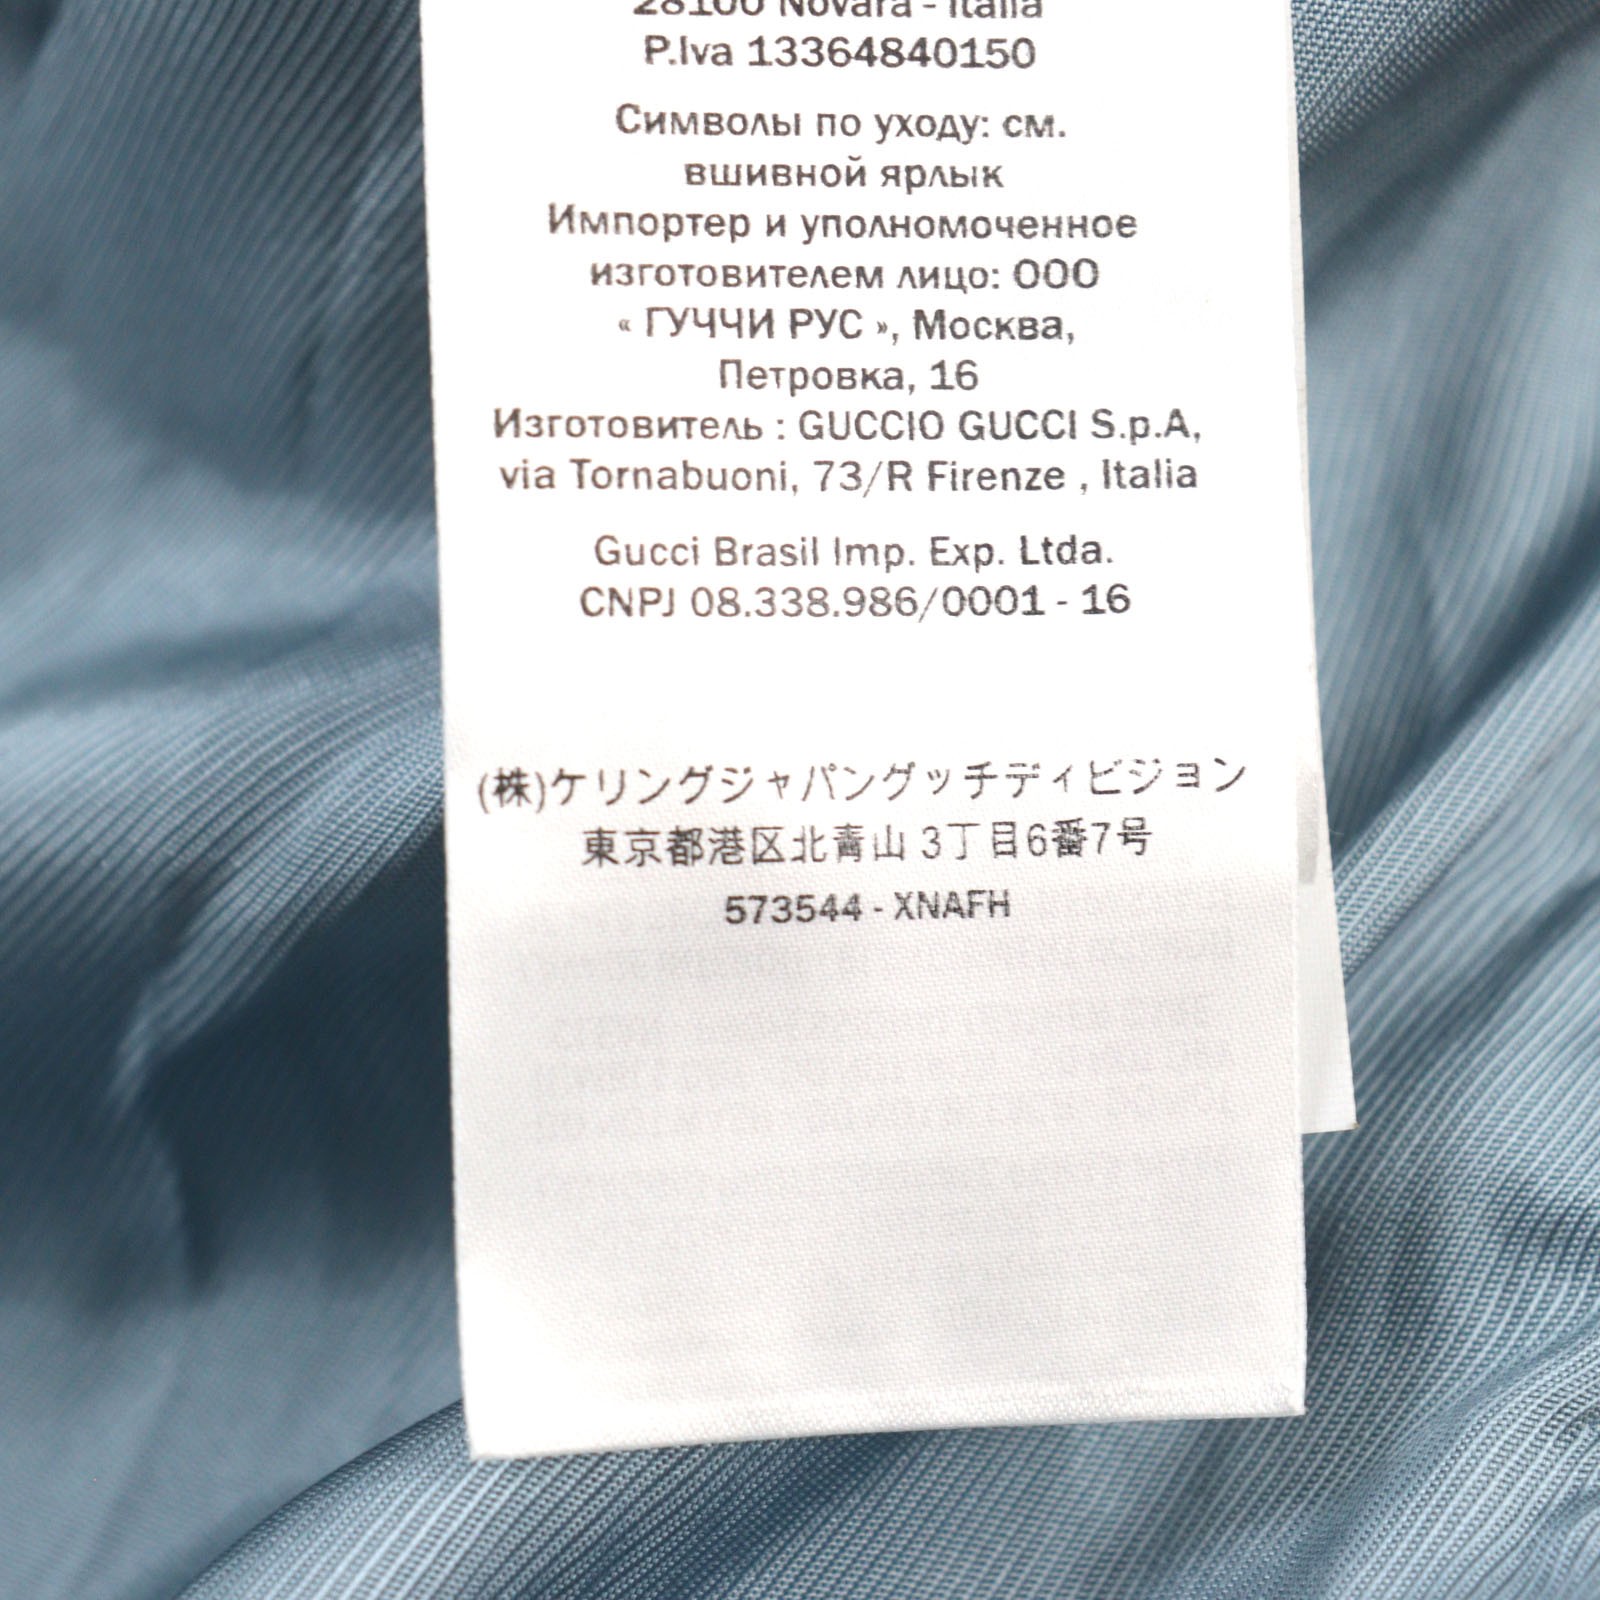 28100 Novara - Italia
P.Iva 13364840150
Символы по уходу: см.
вшивной ярлык
Импортер и уполномоченное
изготовителем лицо: ООО
« ГУЧЧИ РУС », Москва,
Петровка, 16
Изготовитель : GUCCIO GUCCI S.p.A,
via Tornabuoni, 73/R Firenze , Italia
Gucci Brasil Imp. Exp. Ltda.
CNPJ 08.338.986/0001 - 16
(株)ケリングジャパングッチディビジョン
東京都港区北青山 3丁目6番7号
573544 - XNAFH